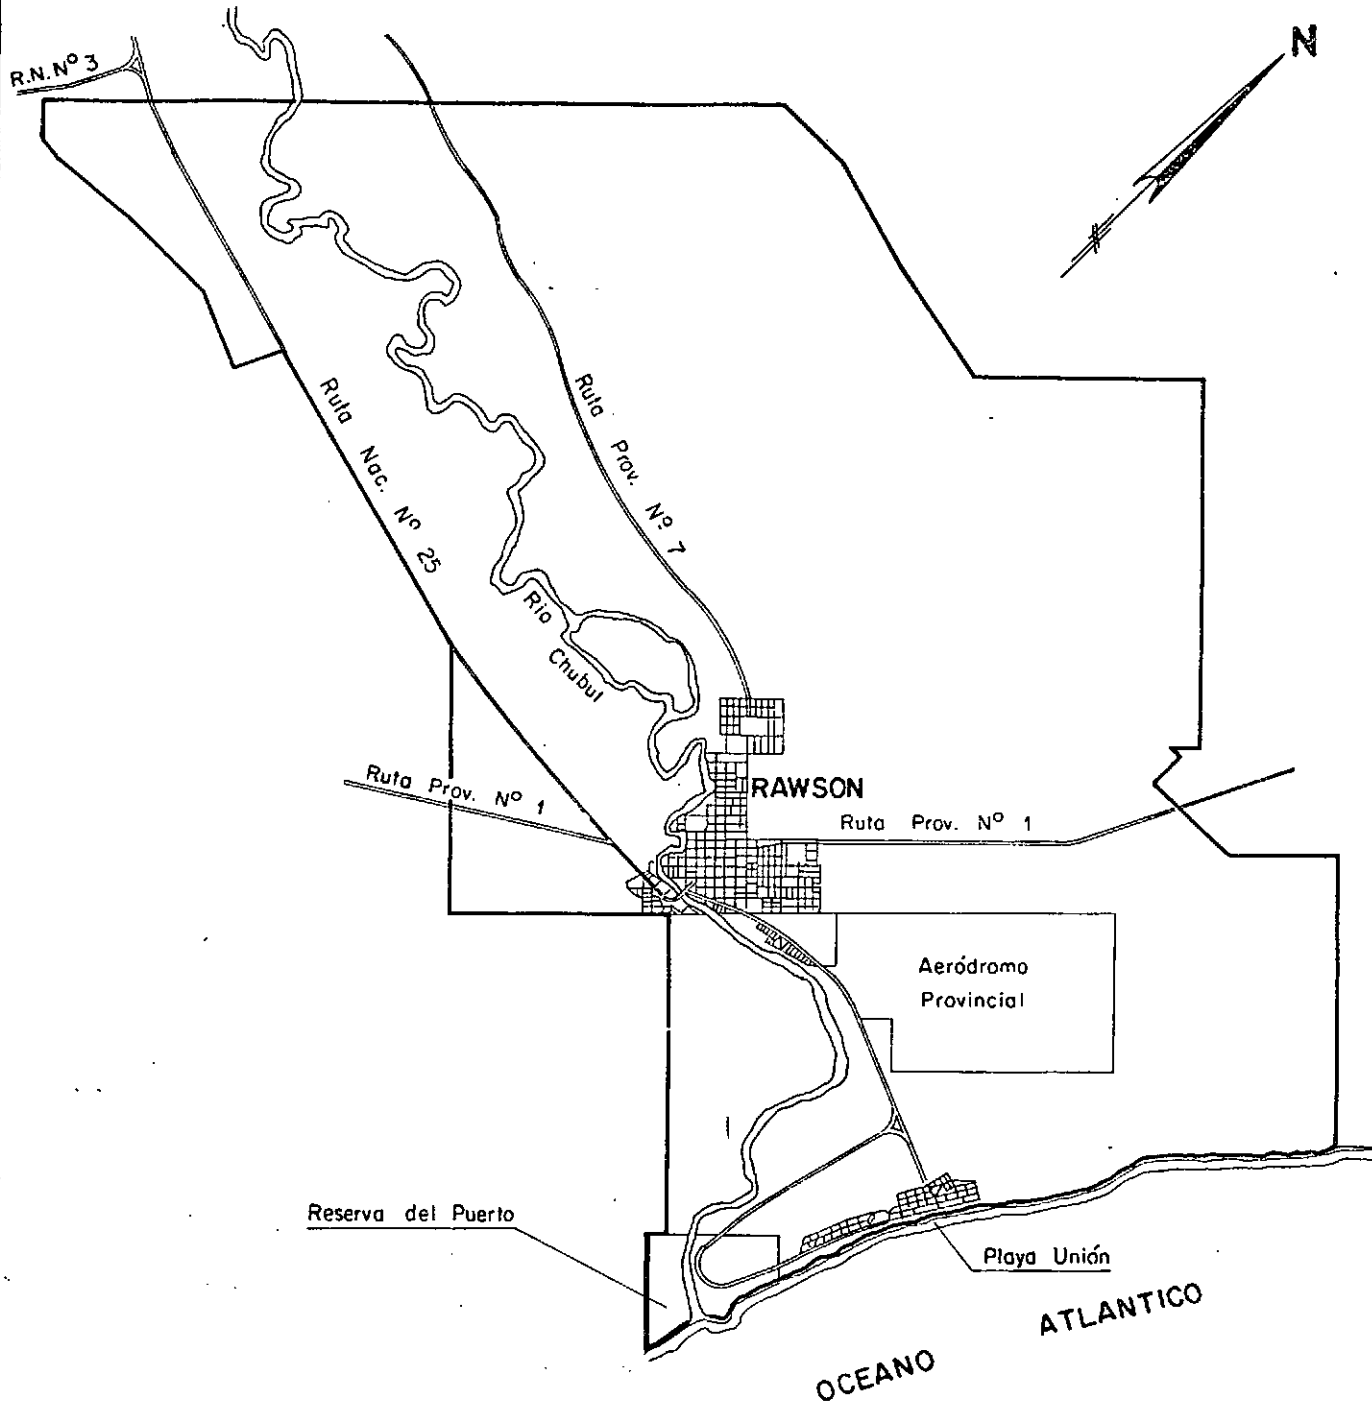 N
R.N. Nº 3
Ruta Nac. Nº 25
Ruta Prov. Nº 7
Rio Chubut
RAWSON
Ruta Prov. Nº 1
Ruta Prov. Nº 1
Aeródromo
Provincial
Reserva del Puerto
Playa Unión
OCEANO ATLANTICO